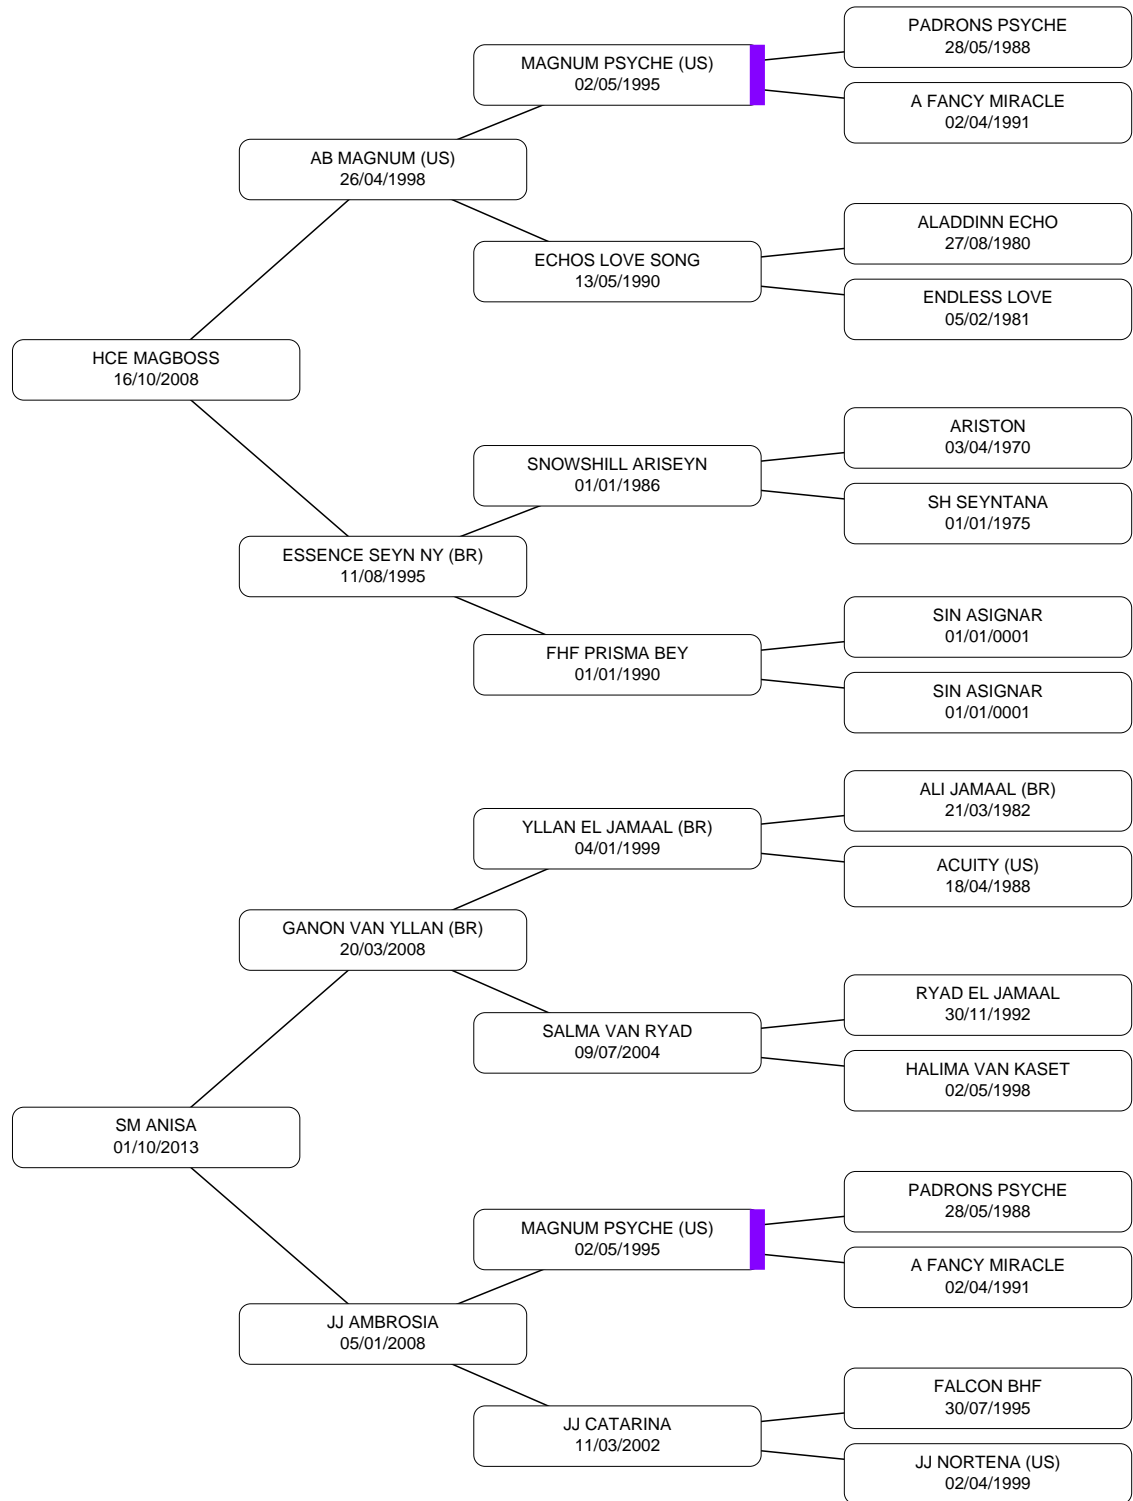 PADRONS PSYCHE
28/05/1988
MAGNUM PSYCHE (US)
02/05/1995
A FANCY MIRACLE
02/04/1991
AB MAGNUM (US)
26/04/1998
ALADDINN ECHO
27/08/1980
ECHOS LOVE SONG
13/05/1990
ENDLESS LOVE
05/02/1981
HCE MAGBOSS
16/10/2008
ARISTON
03/04/1970
SNOWSHILL ARISEYN
01/01/1986
SH SEYNTANA
01/01/1975
ESSENCE SEYN NY (BR)
11/08/1995
SIN ASIGNAR
01/01/0001
FHF PRISMA BEY
01/01/1990
SIN ASIGNAR
01/01/0001
ALI JAMAAL (BR)
21/03/1982
YLLAN EL JAMAAL (BR)
04/01/1999
ACUITY (US)
18/04/1988
GANON VAN YLLAN (BR)
20/03/2008
RYAD EL JAMAAL
30/11/1992
SALMA VAN RYAD
09/07/2004
HALIMA VAN KASET
02/05/1998
SM ANISA
01/10/2013
PADRONS PSYCHE
28/05/1988
MAGNUM PSYCHE (US)
02/05/1995
A FANCY MIRACLE
02/04/1991
JJ AMBROSIA
05/01/2008
FALCON BHF
30/07/1995
JJ CATARINA
11/03/2002
JJ NORTENA (US)
02/04/1999